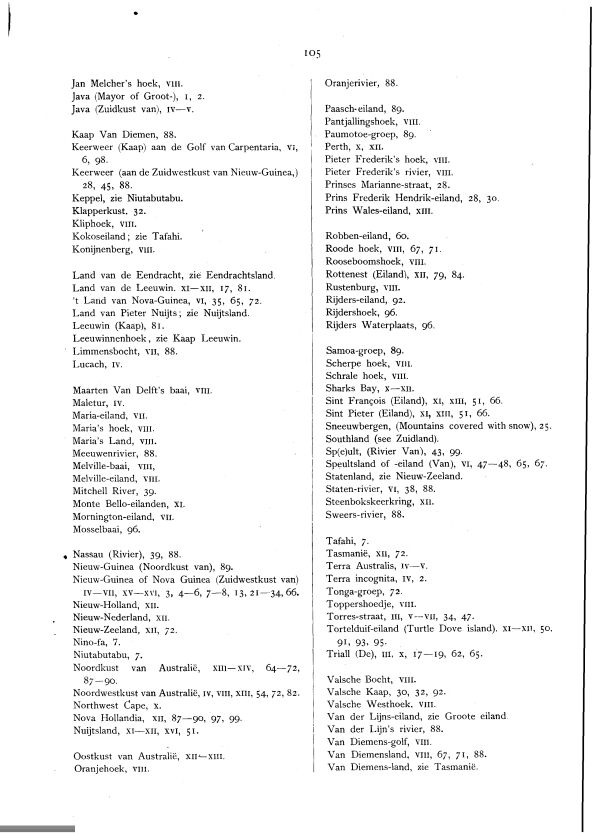 105
Jan Melcher's hoek, VIII.
Java (Mayor of Groot-), I, 2.
Java (Zuidkust van), IV—V.
Kaap Van Diemen, 88.
Keerweer (Kaap) aan de Golf van Carpentaria, VI,
6, 98.
Keerweer (aan de Zuidwestkust van Nieuw-Guinea,)
28, 45, 88.
Keppel, zie Niutabutabu.
Klapperkust. 32.
Kliphoek, VIII.
Kokoseiland; zie Tafahi.
Konijnenberg, VIII.
Land van de Eendracht, zie Eendrachtsland.
Land van de Leeuwin. XI—XII, 17, 81.
't Land van Nova-Guinea, VI, 35, 65, 72.
Land van Pieter Nuijts; zie Nuijtsland.
Leeuwin (Kaap), 81.
Leeuwinnenhoek, zie Kaap Leeuwin.
Limmensbocht, VII, 88.
Lucach, IV.
Maarten Van Delft's baai, VIII.
Maletur, IV.
Maria-eiland, VII.
Maria's hoek, VIII.
Maria's Land, VIII.
Meeuwenrivier, 88.
Melville-baai, VIII,
Melville-eiland, VIII.
Mitchell River, 39.
Monte Bello-eilanden, XI.
Mornington-eiland, VII.
Mosselbaai, 96.
Nassau (Rivier), 39, 88.
Nieuw-Guinea (Noordkust van), 89.
Nieuw-Guinea of Nova Guinea (Zuidwestkust van)
IV—VII, XV—XVI, 3, 4—6, 7—8, 13, 21—34, 66.
Nieuw-Holland, XII.
Nieuw-Nederland, XII.
Nieuw-Zeeland, XII, 72.
Nino-fa, 7.
Niutabutabu, 7.
Noordkust van Australië, XIII—XIV, 64—72,
87—90.
Noordwestkust van Australië, IV, VIII, XIII, 54, 72, 82.
Northwest Cape, X.
Nova Hollandia, XII, 87—90, 97, 99.
Nuijtsland, XI—XII, XVI, 51.
Oostkust van Australië, XII—XIII.
Oranjehoek, VIII.
Oranjerivier, 88.
Paasch-eiland, 89.
Pantjallingshoek, VIII.
Paumotoe-groep, 89.
Perth, X, XII.
Pieter Frederik's hoek, VIII.
Pieter Frederik's rivier, VIII.
Prinses Marianne-straat, 28.
Prins Frederik Hendrik-eiland, 28, 30.
Prins Wales-eiland, XIII.
Robben-eiland, 60.
Roode hoek, VIII, 67, 71.
Rooseboomshoek, VIII.
Rottenest (Eiland), XII, 79, 84.
Rustenburg, VIII.
Rijders-eiland, 92.
Rijdershoek, 96.
Rijders Waterplaats, 96.
Samoa-groep, 89.
Scherpe hoek, VIII.
Schrale hoek, VIII.
Sharks Bay, X—XII.
Sint François (Eiland), XI, XIII, 51, 66.
Sint Pieter (Eiland), XI, XIII, 51, 66.
Sneeuwbergen, (Mountains covered with snow), 25.
Southland (see Zuidland).
Sp(e)ult, (Rivier Van), 43, 99.
Speultsland of -eiland (Van), VI, 47—48, 65, 67.
Statenland, zie Nieuw-Zeeland.
Staten-rivier, VI, 38, 88.
Steenbokskeerkring, XII.
Sweers-rivier, 88.
Tafahi, 7.
Tasmanië, XII, 72.
Terra Australis, IV—V.
Terra incognita, IV, 2.
Tonga-groep, 72.
Toppershoedje, VIII.
Torres-straat, III, V—VII, 34, 47.
Tortelduif-eiland (Turtle Dove island). XI—XII, 50.
91, 93, 95.
Triall (De), III. X, 17—19, 62, 65.
Valsche Bocht, VIII.
Valsche Kaap, 30, 32, 92.
Valsche Westhoek, VIII.
Van der Lijns-eiland, zie Groote eiland
Van der Lijn's rivier, 88.
Van Diemens-golf, VIII.
Van Diemensland, VIII, 67, 71, 88.
Van Diemens-land, zie Tasmanië.